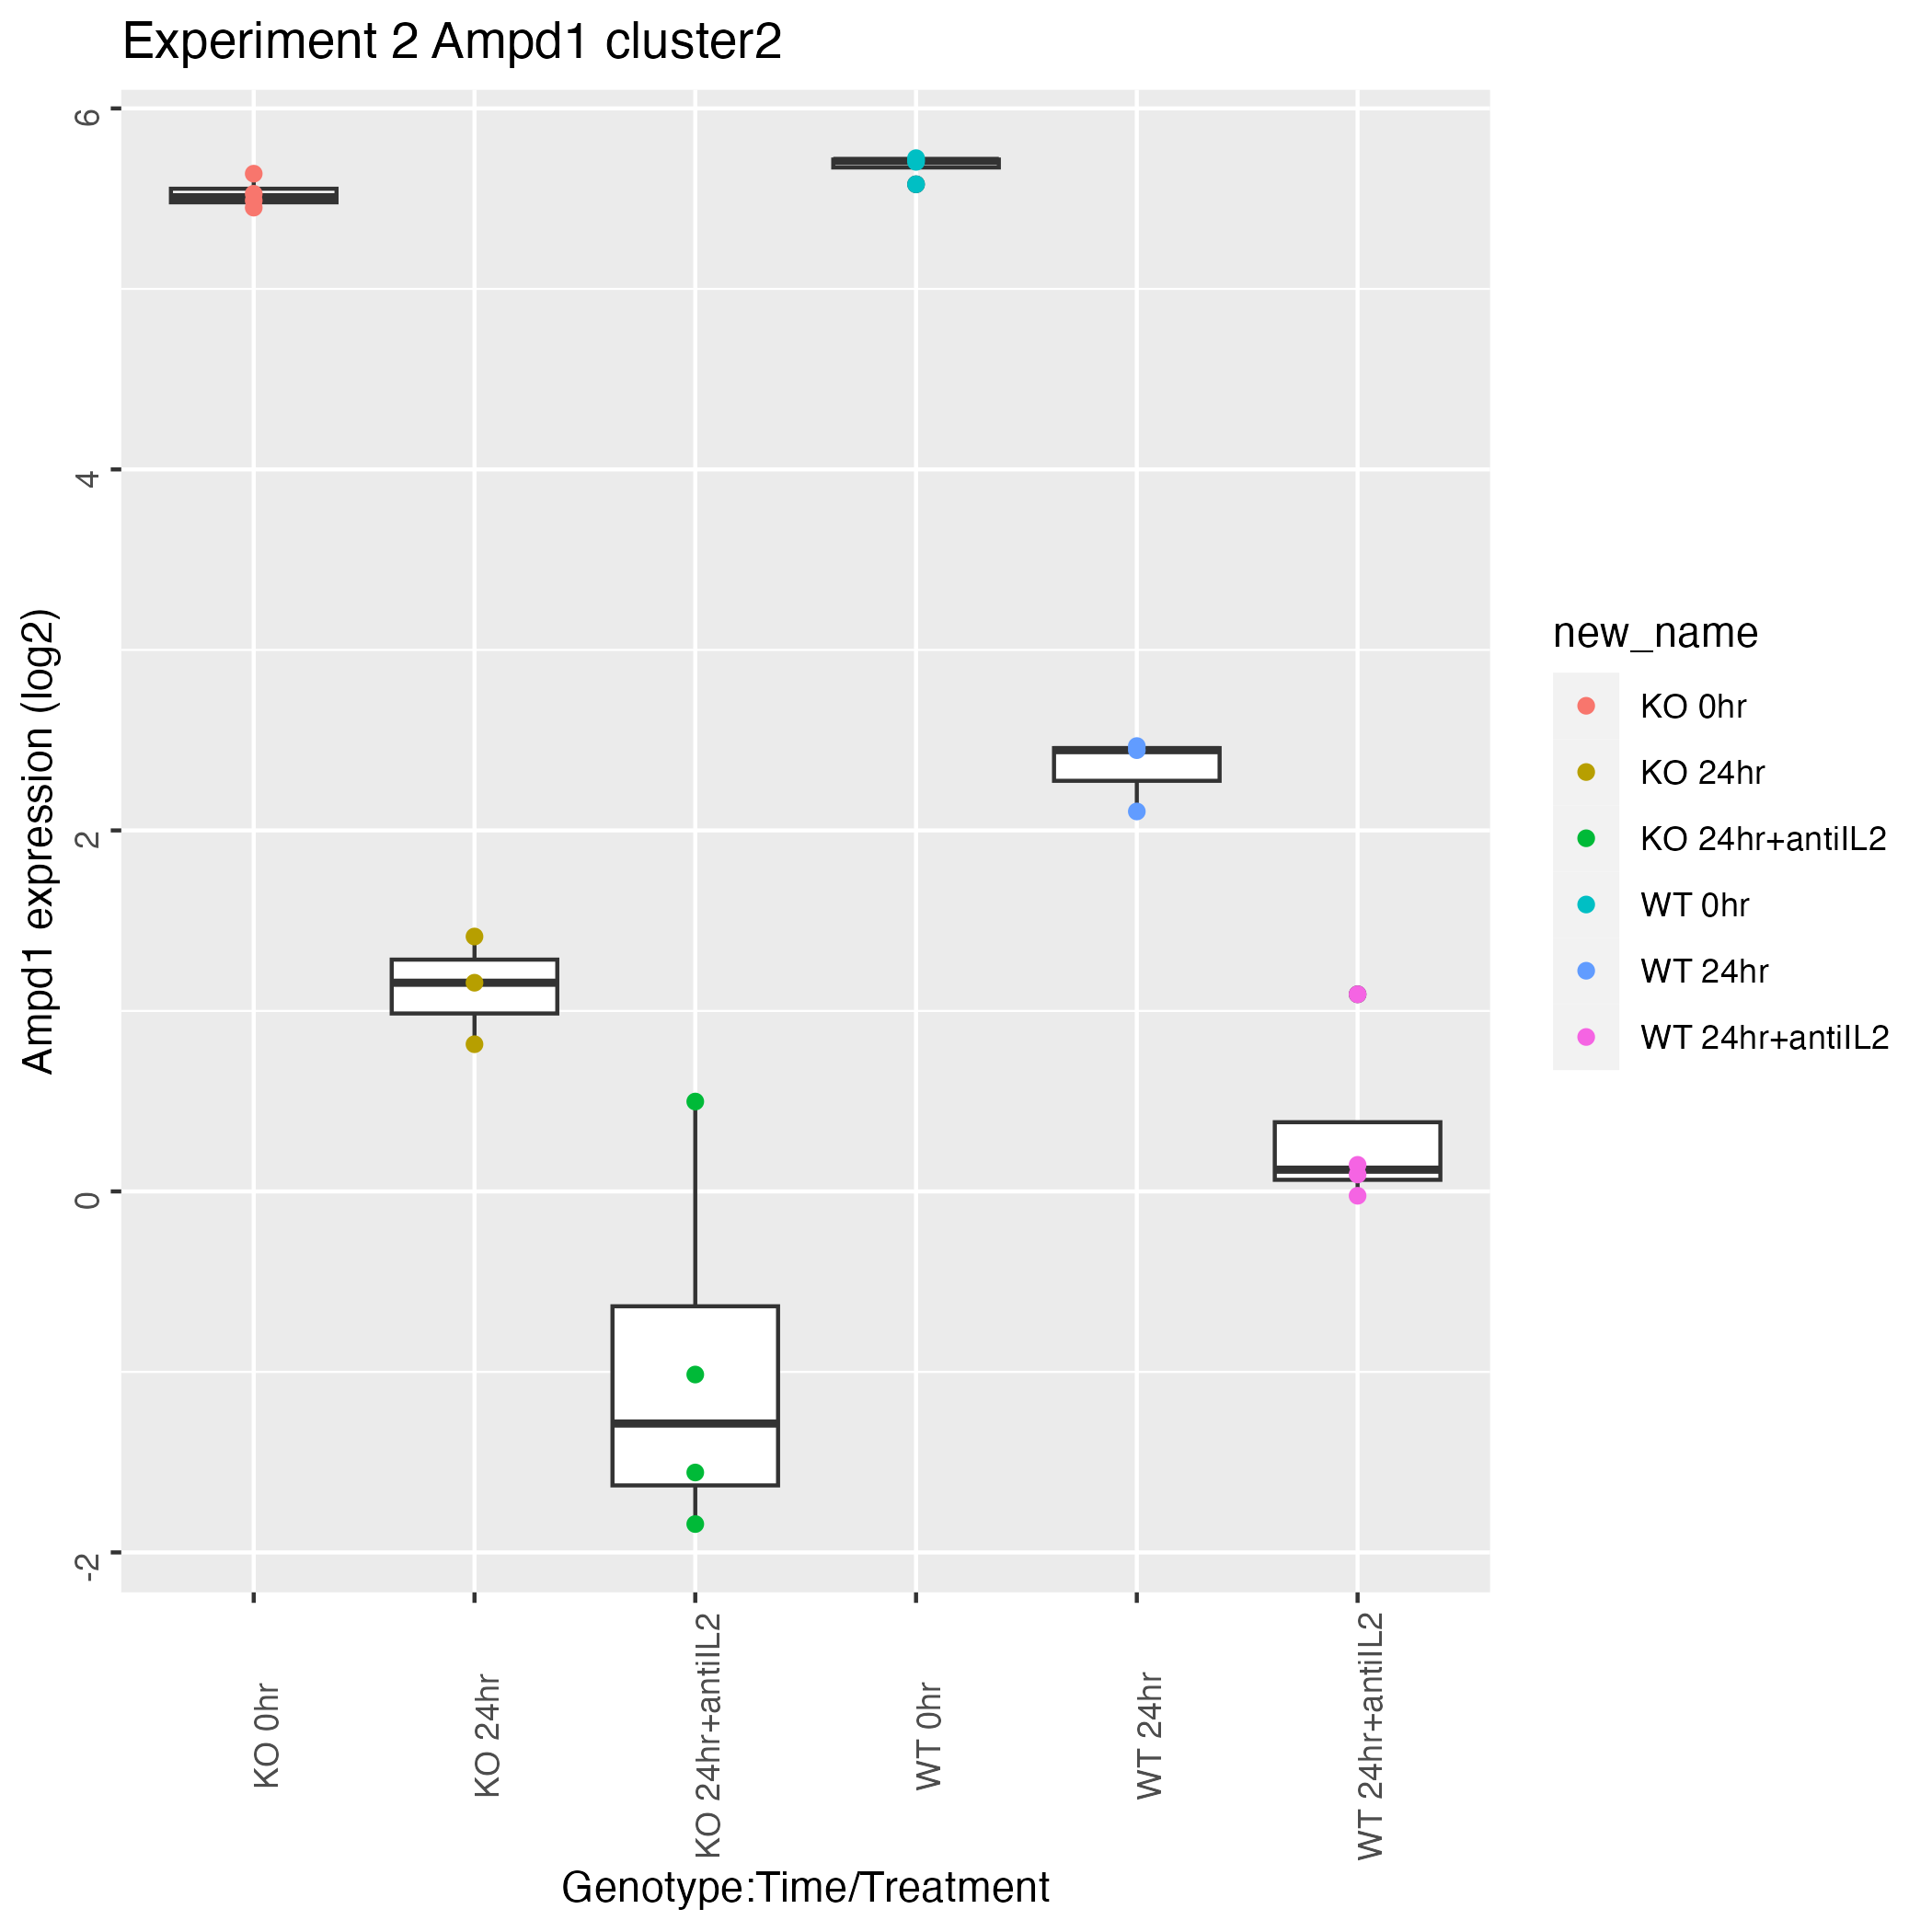 Experiment 2 Ampd1 cluster2
Ampd1 expression (log2)
6
4
2
0
-2
KO 0hr
KO 24hr
KO 24hr+antiIL2
WT 0hr
WT 24hr
WT 24hr+antiIL2
Genotype:Time/Treatment
new_name
KO 0hr
KO 24hr
KO 24hr+antiIL2
WT 0hr
WT 24hr
WT 24hr+antiIL2